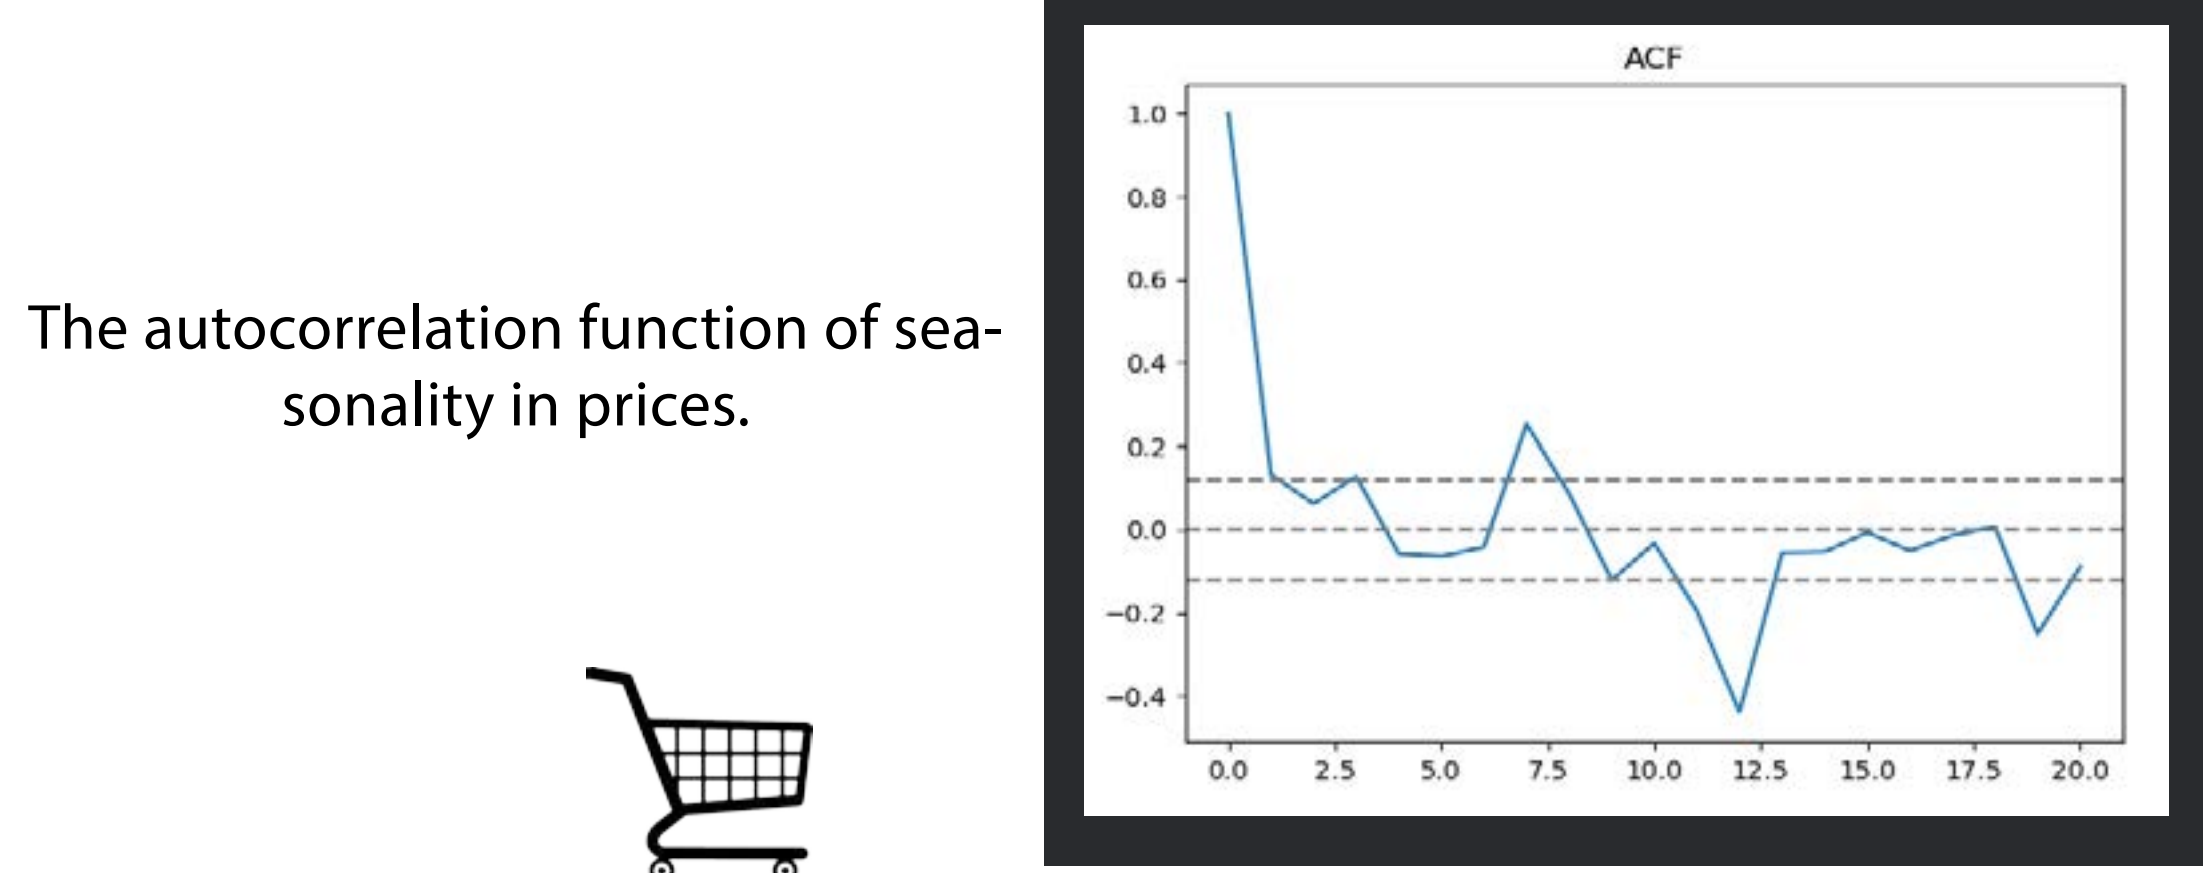 The autocorrelation function of sea-
sonality in prices.
ACF
1.0
0.8
0.6
0.4
0.2
0.0
−0.2
−0.4
0.0 2.5 5.0 7.5 10.0 12.5 15.0 17.5 20.0